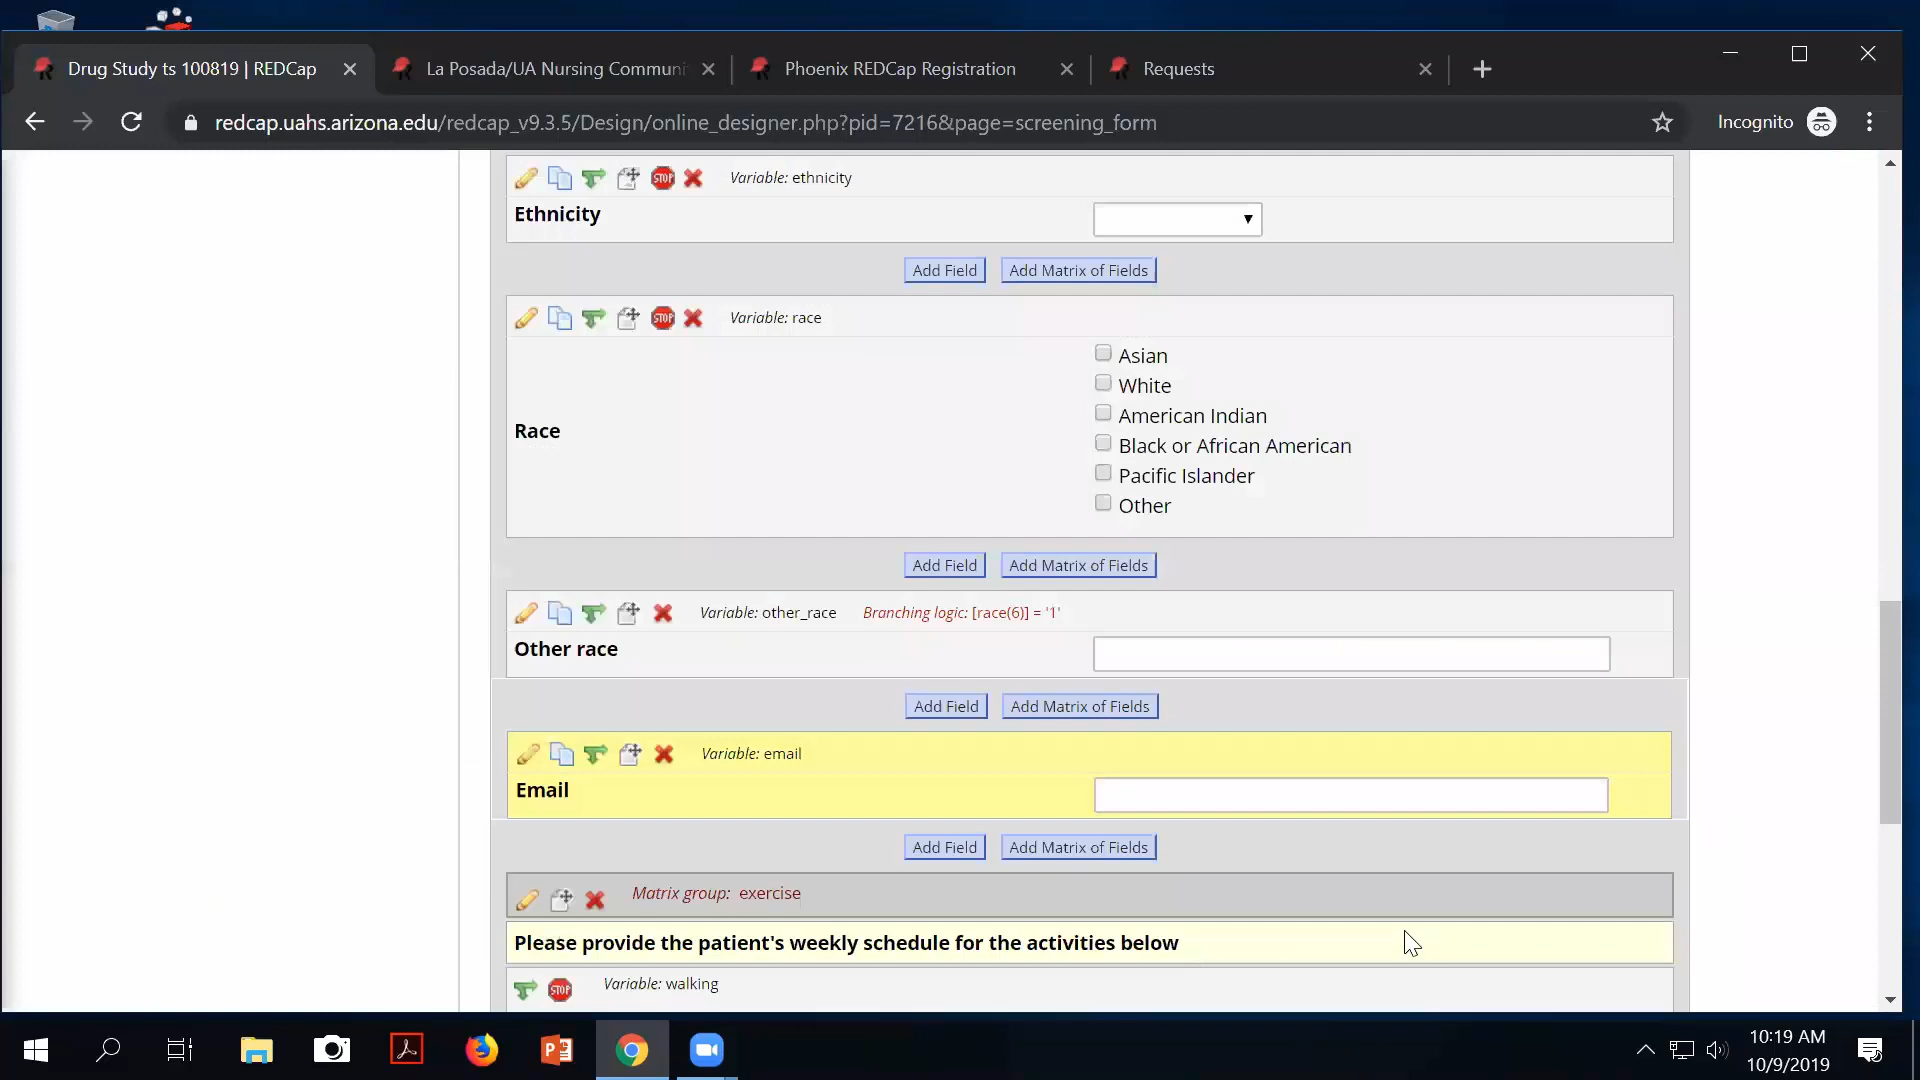 Drug Study ts 100819 | REDCap
La Posada/UA Nursing Communi
Phoenix REDCap Registration
Requests
redcap.uahs.arizona.edu/redcap_v9.3.5/Design/online_designer.php?pid=7216&page=screening_form
Incognito
STOP
Variable: ethnicity
Ethnicity
Add Field
Add Matrix of Fields
STOP
Variable: race
Race
Asian
White
American Indian
Black or African American
Pacific Islander
Other
Add Field
Add Matrix of Fields
Variable: other_race
Branching logic: [race(6)] = '1'
Other race
Add Field
Add Matrix of Fields
Variable: email
Email
Add Field
Add Matrix of Fields
Matrix group: exercise
Please provide the patient's weekly schedule for the activities below
STOP
Variable: walking
10:19 AM
10/9/2019